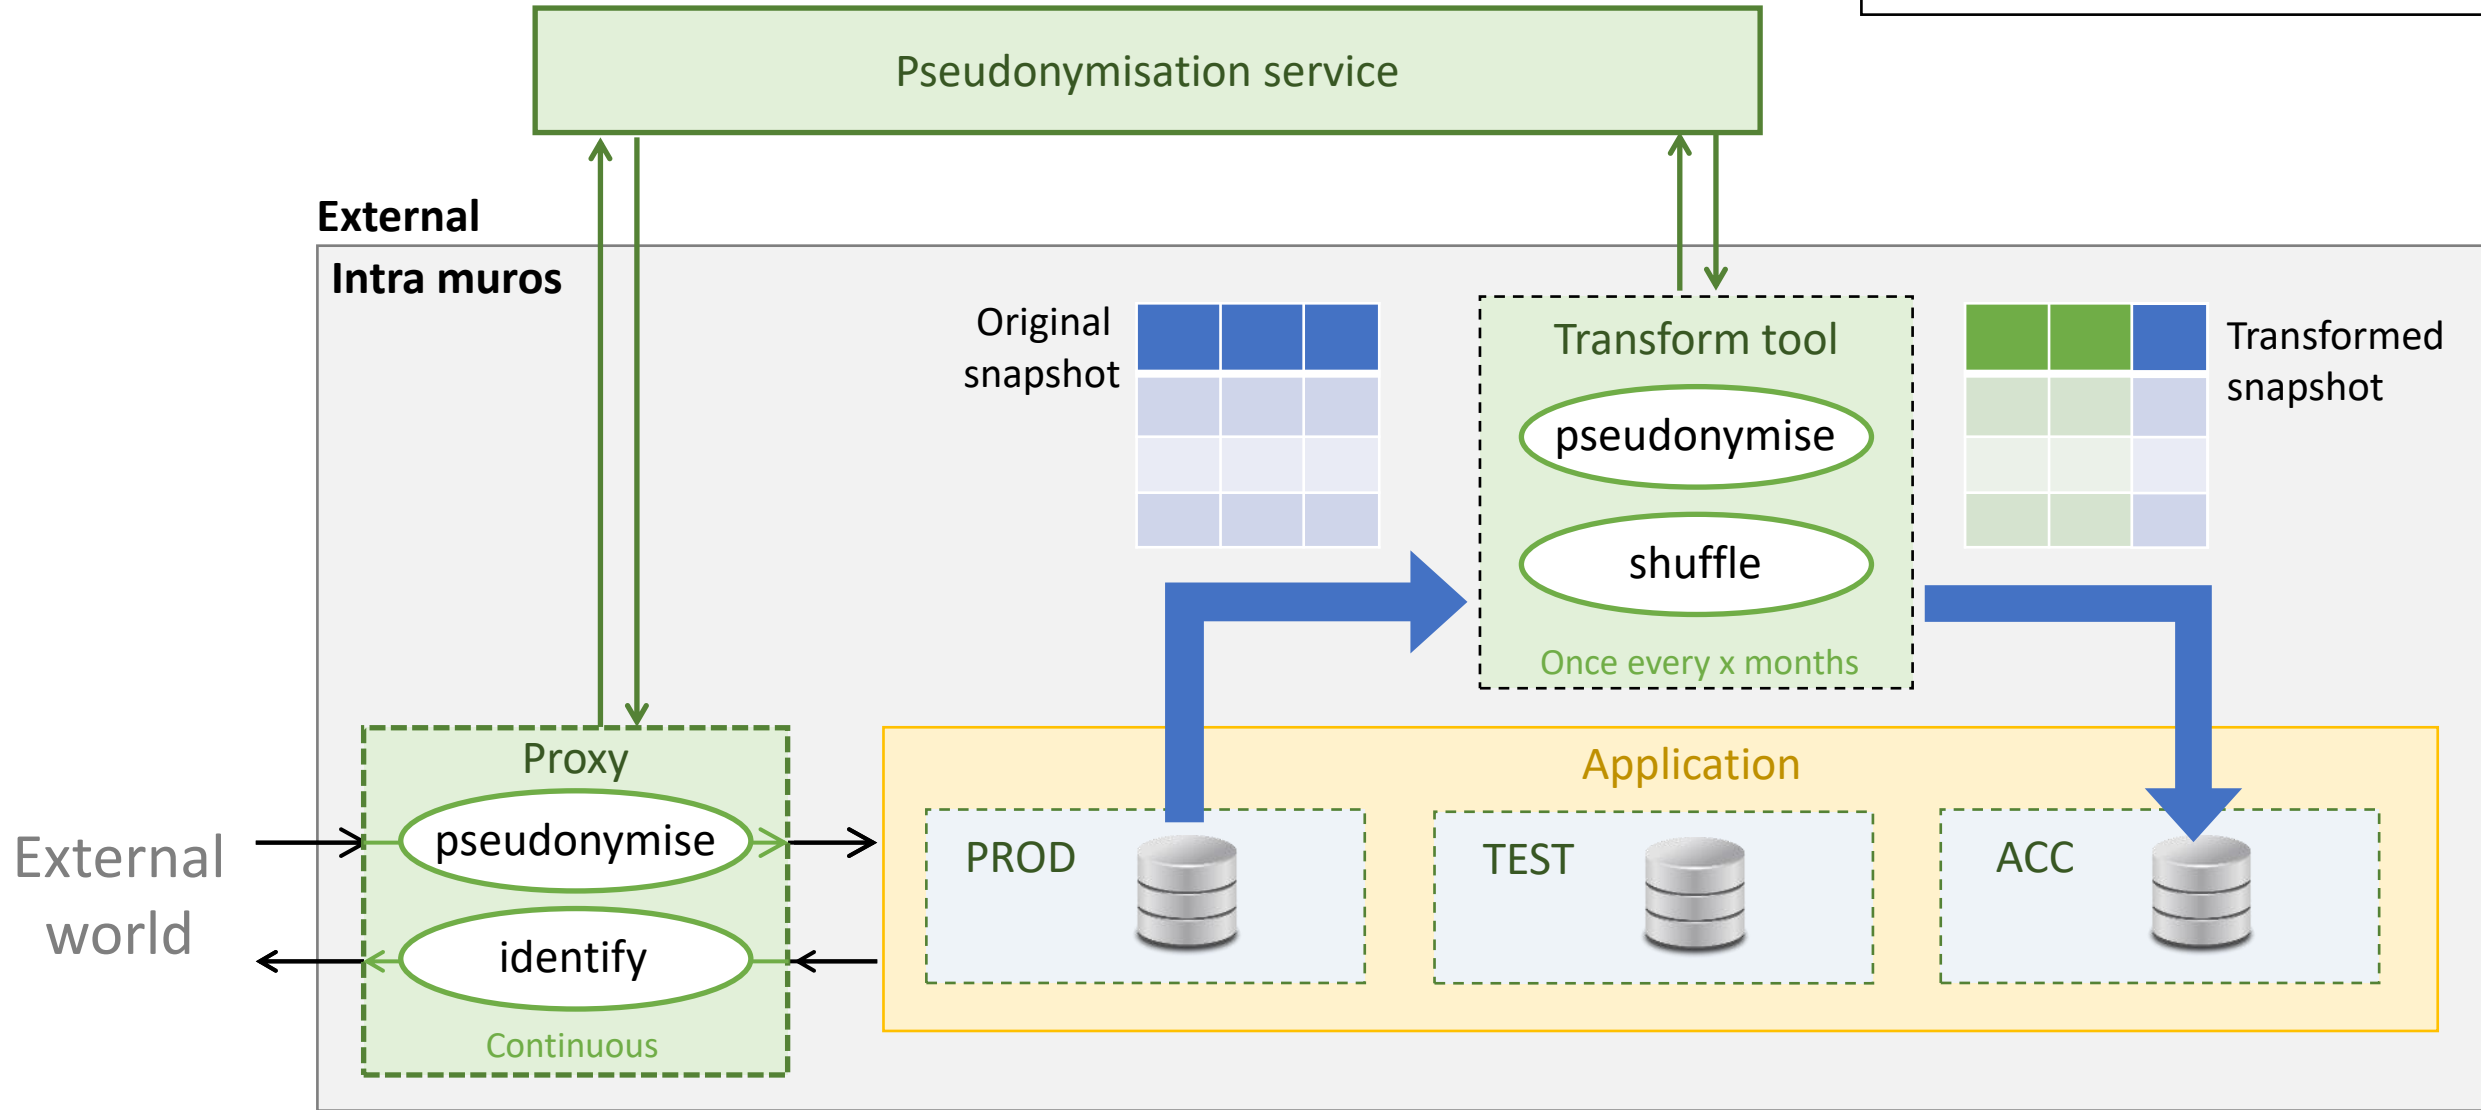 Pseudonymisation service
External
Intra muros
Original
snapshot
Transform tool
pseudonymise
shuffle
Once every x months
Transformed
snapshot
Proxy
pseudonymise
identify
Continuous
External
world
Application
PROD
TEST
ACC